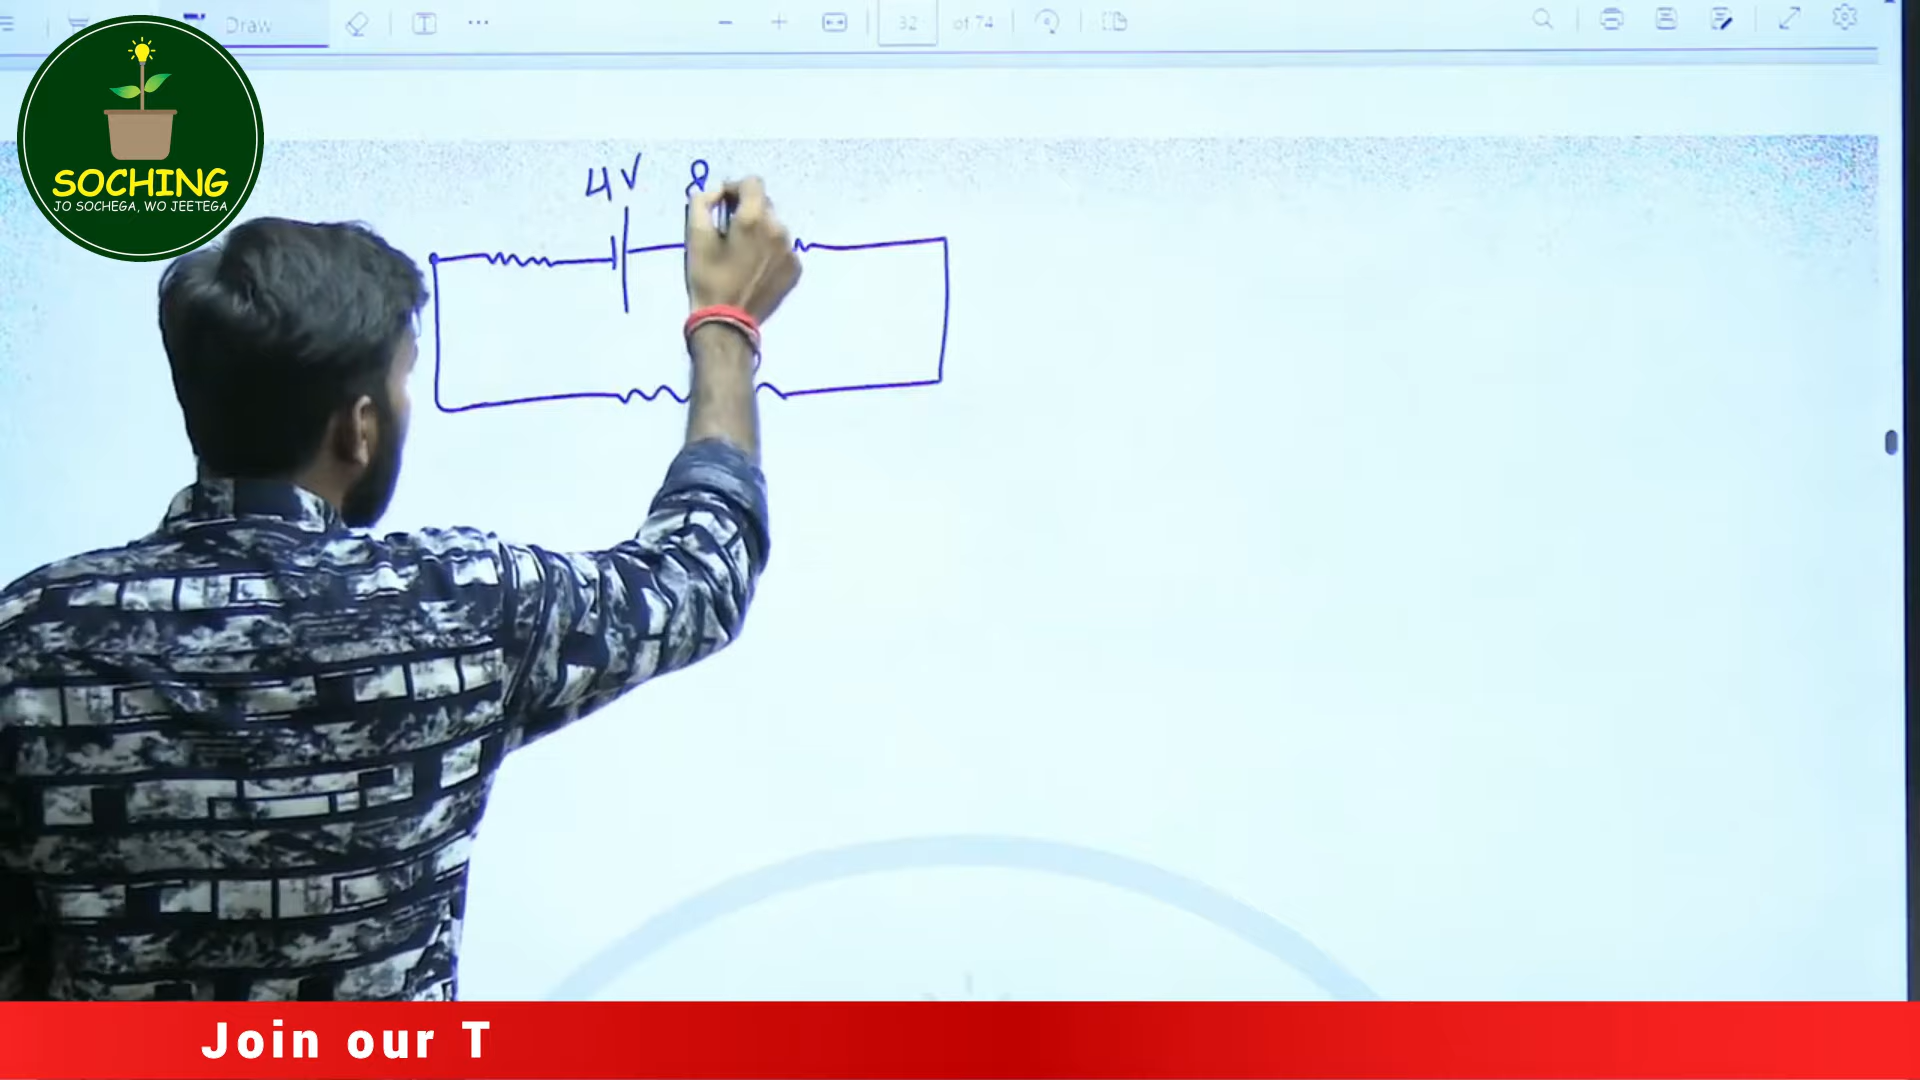 Draw
32 of 74
SOCHING
JO SOCHEGA, WO JEETEGA
4V 8
Join our T